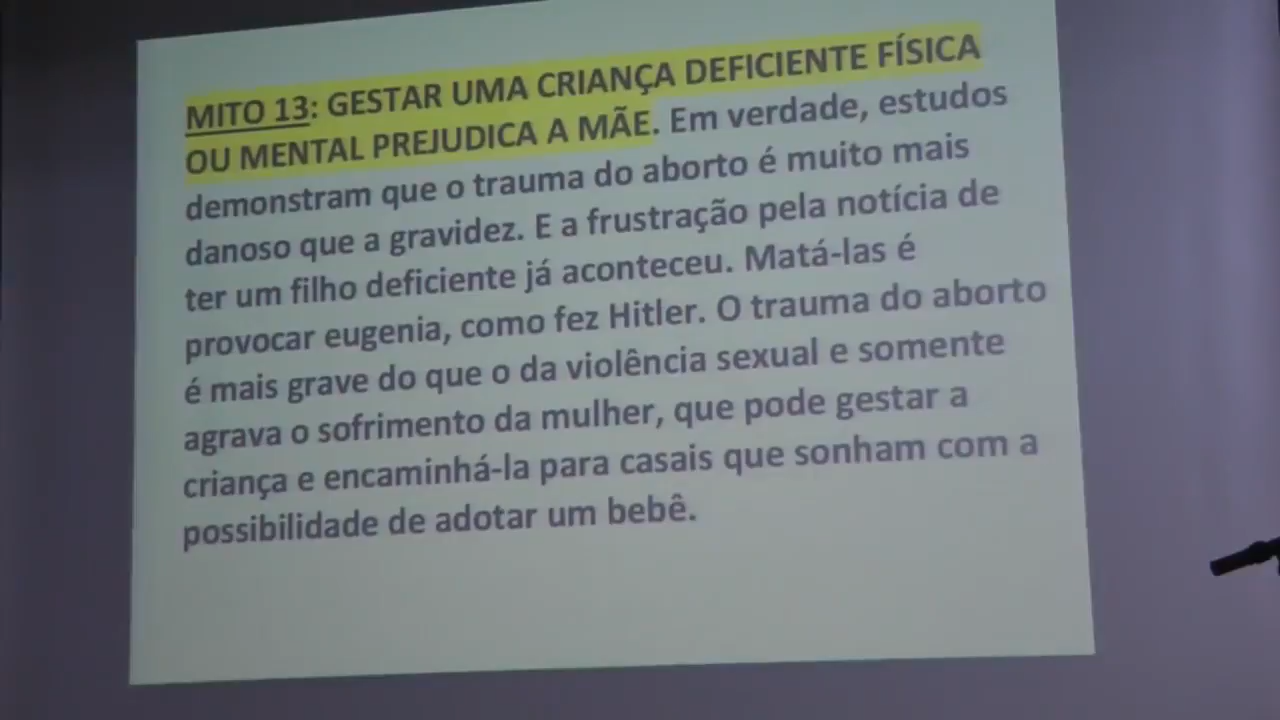 MITO 13: GESTAR UMA CRIANÇA DEFICIENTE FÍSICA
OU MENTAL PREJUDICA A MÃE. Em verdade, estudos
demonstram que o trauma do aborto é muito mais
danoso que a gravidez. E a frustração pela notícia de
ter um filho deficiente já aconteceu. Matá-las é
provocar eugenia, como fez Hitler. O trauma do aborto
é mais grave do que o da violência sexual e somente
agrava o sofrimento da mulher, que pode gestar a
criança e encaminhá-la para casais que sonham com a
possibilidade de adotar um bebê.